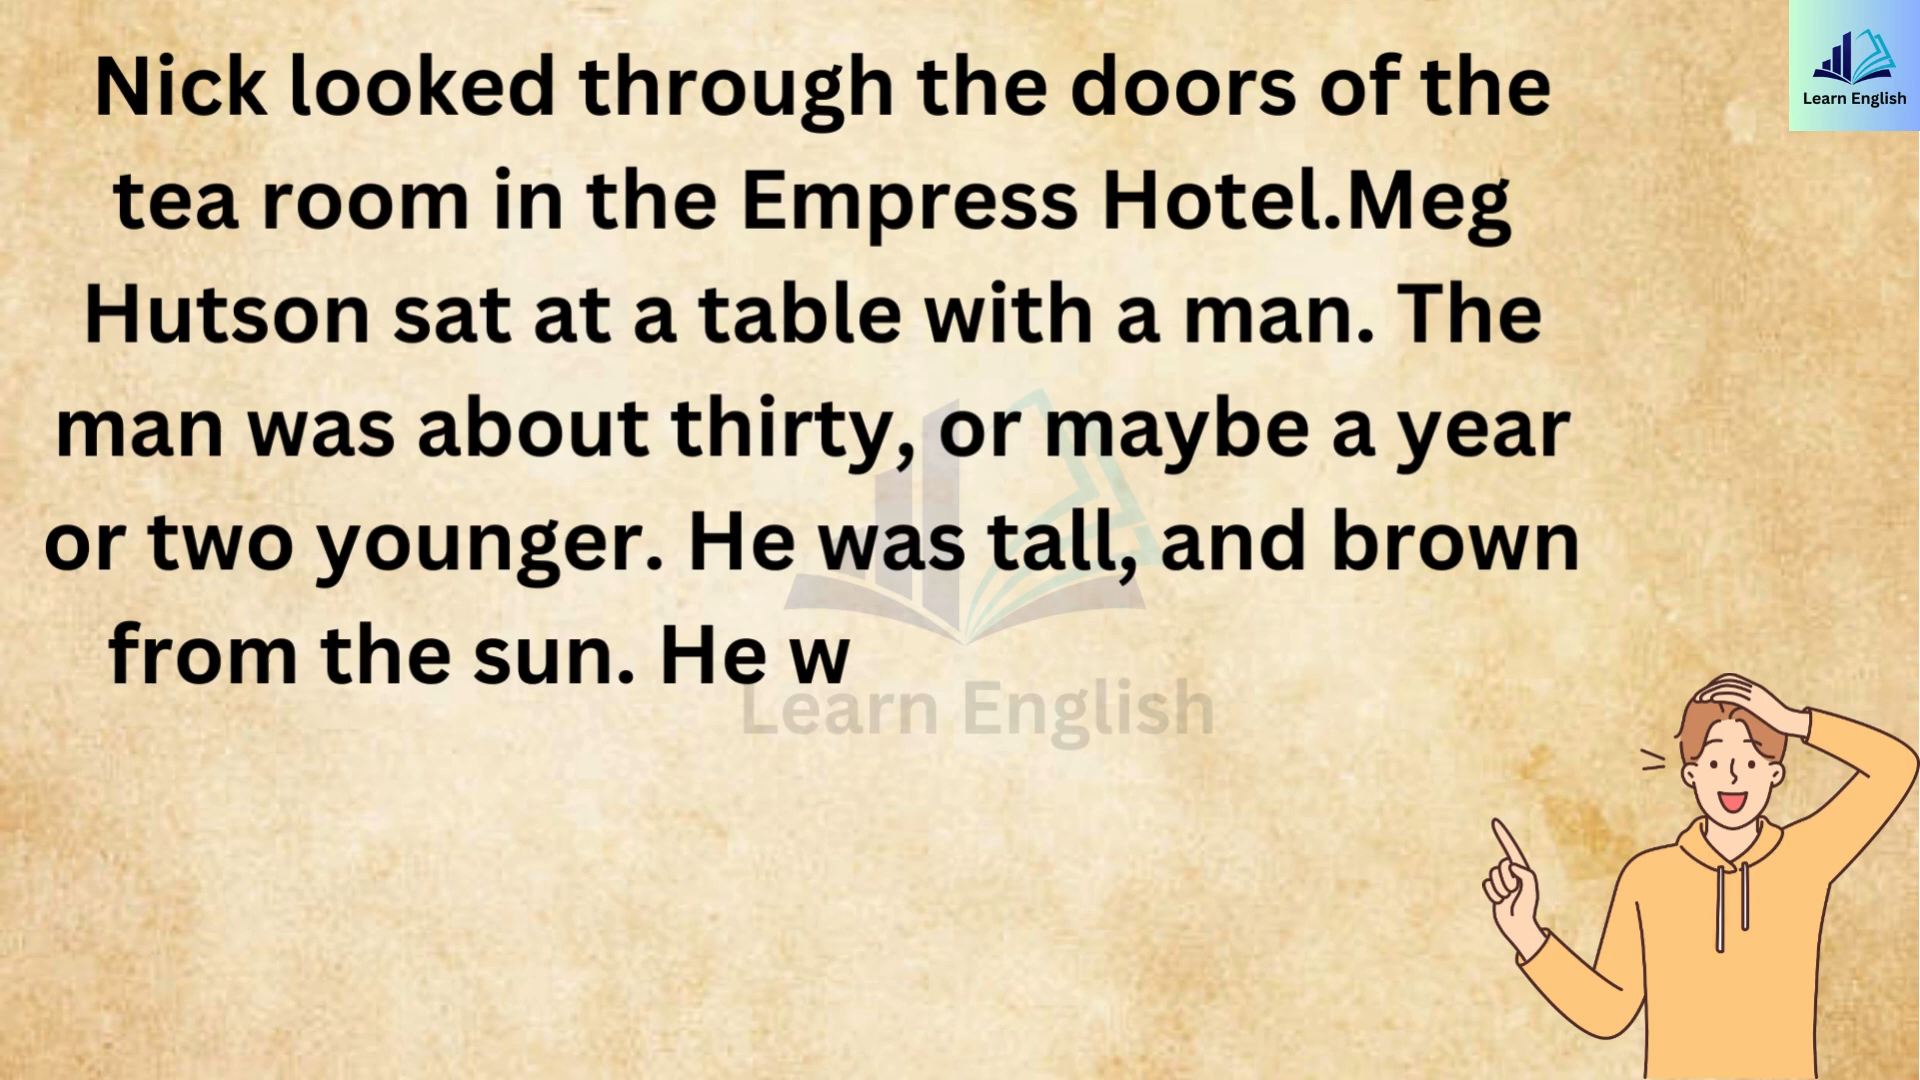 Nick looked through the doors of the
tea room in the Empress Hotel.Meg
Hutson sat at a table with a man. The
man was about thirty, or maybe a year
or two younger. He was tall, and brown
from the sun. He w
Learn English
Learn English